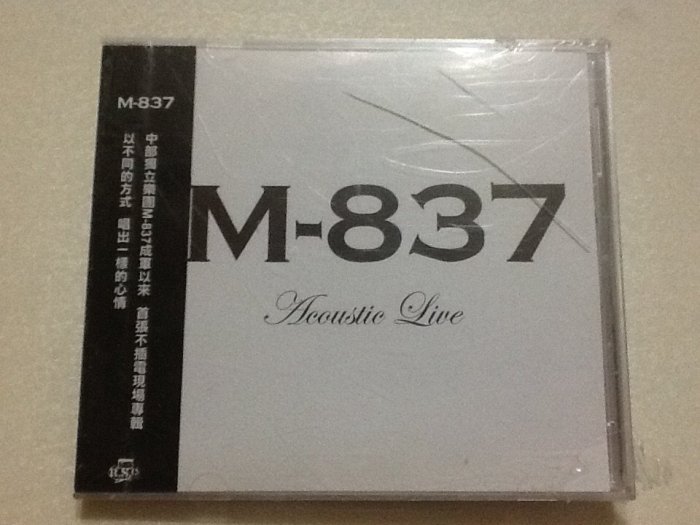 M-837
中部獨立樂團M-837成軍以來 首張不插電現場專輯
以不同的方式 唱出一樣的心情
M-837
Acoustic Live